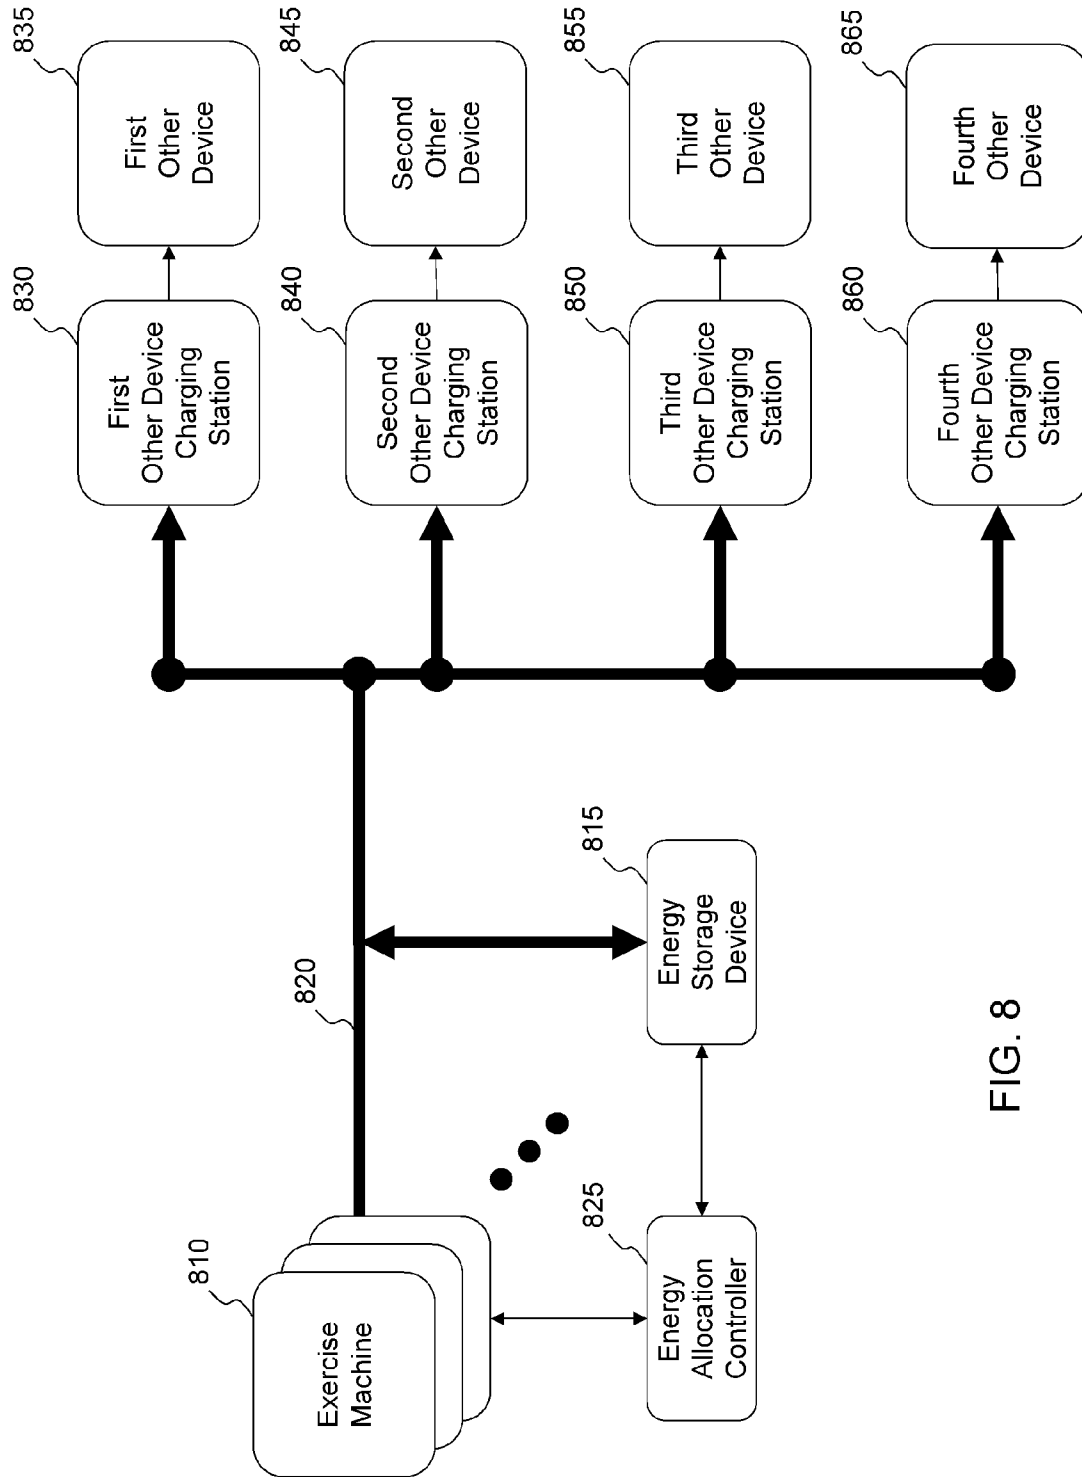 810
Exercise
Machine
820
825
Energy
Allocation
Controller
815
Energy
Storage
Device
830
First
Other Device
Charging
Station
835
First
Other
Device
840
Second
Other Device
Charging
Station
845
Second
Other
Device
850
Third
Other Device
Charging
Station
855
Third
Other
Device
860
Fourth
Other Device
Charging
Station
865
Fourth
Other
Device
FIG. 8